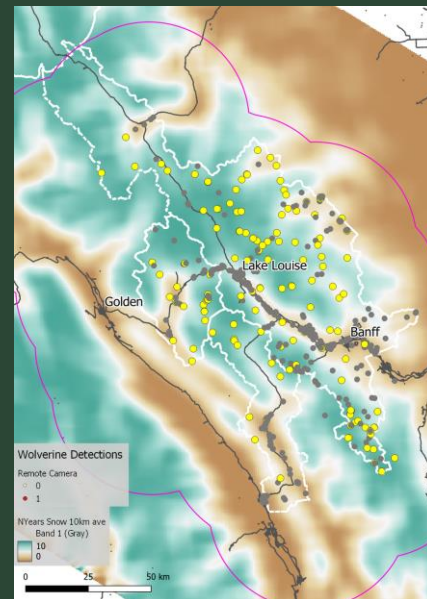 Lake Louise
Golden
Banff
Wolverine Detections
Remote Camera
0
1
NYears Snow 10km ave
Band 1 (Gray)
10
0
0 25 50 km